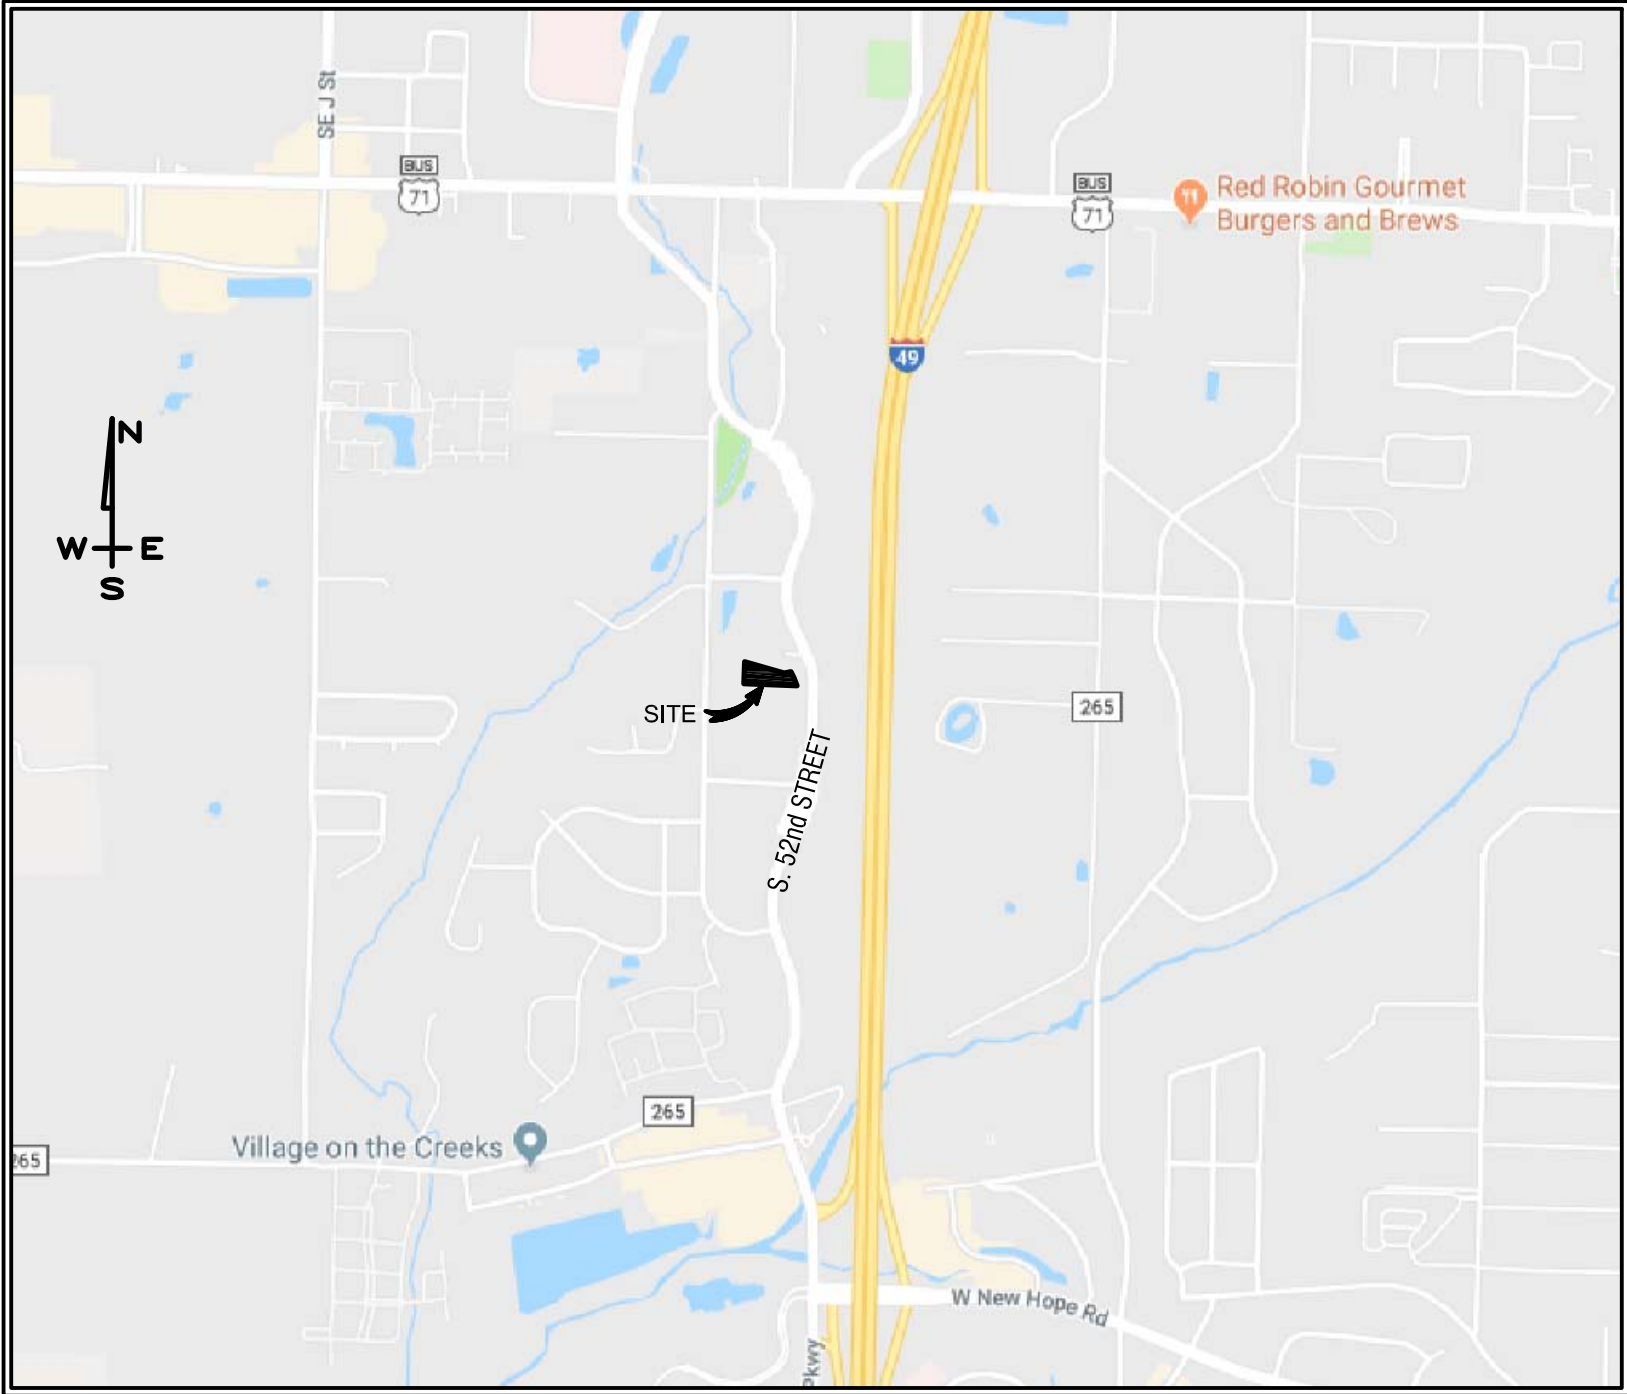 SE J St
BUS
71
BUS
71
Red Robin Gourmet
Burgers and Brews
49
N
W E
S
SITE
265
S. 52nd STREET
265
Village on the Creeks
265
W New Hope Rd
Pkwy